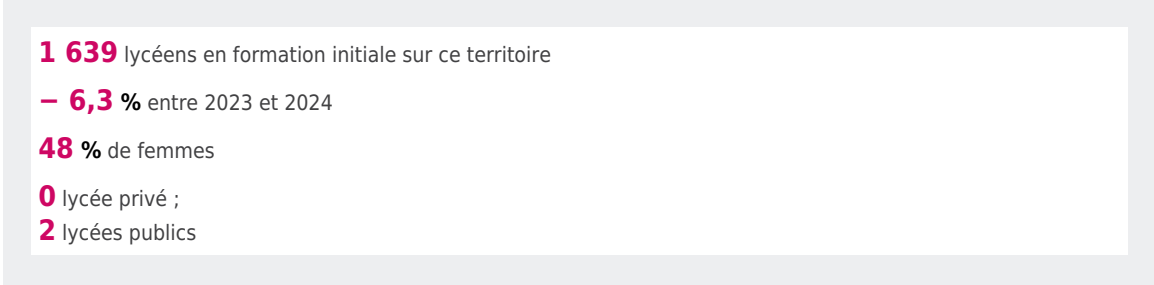 1 639 lycéens en formation initiale sur ce territoire
− 6,3 % entre 2023 et 2024
48 % de femmes
0 lycée privé ;
2 lycées publics